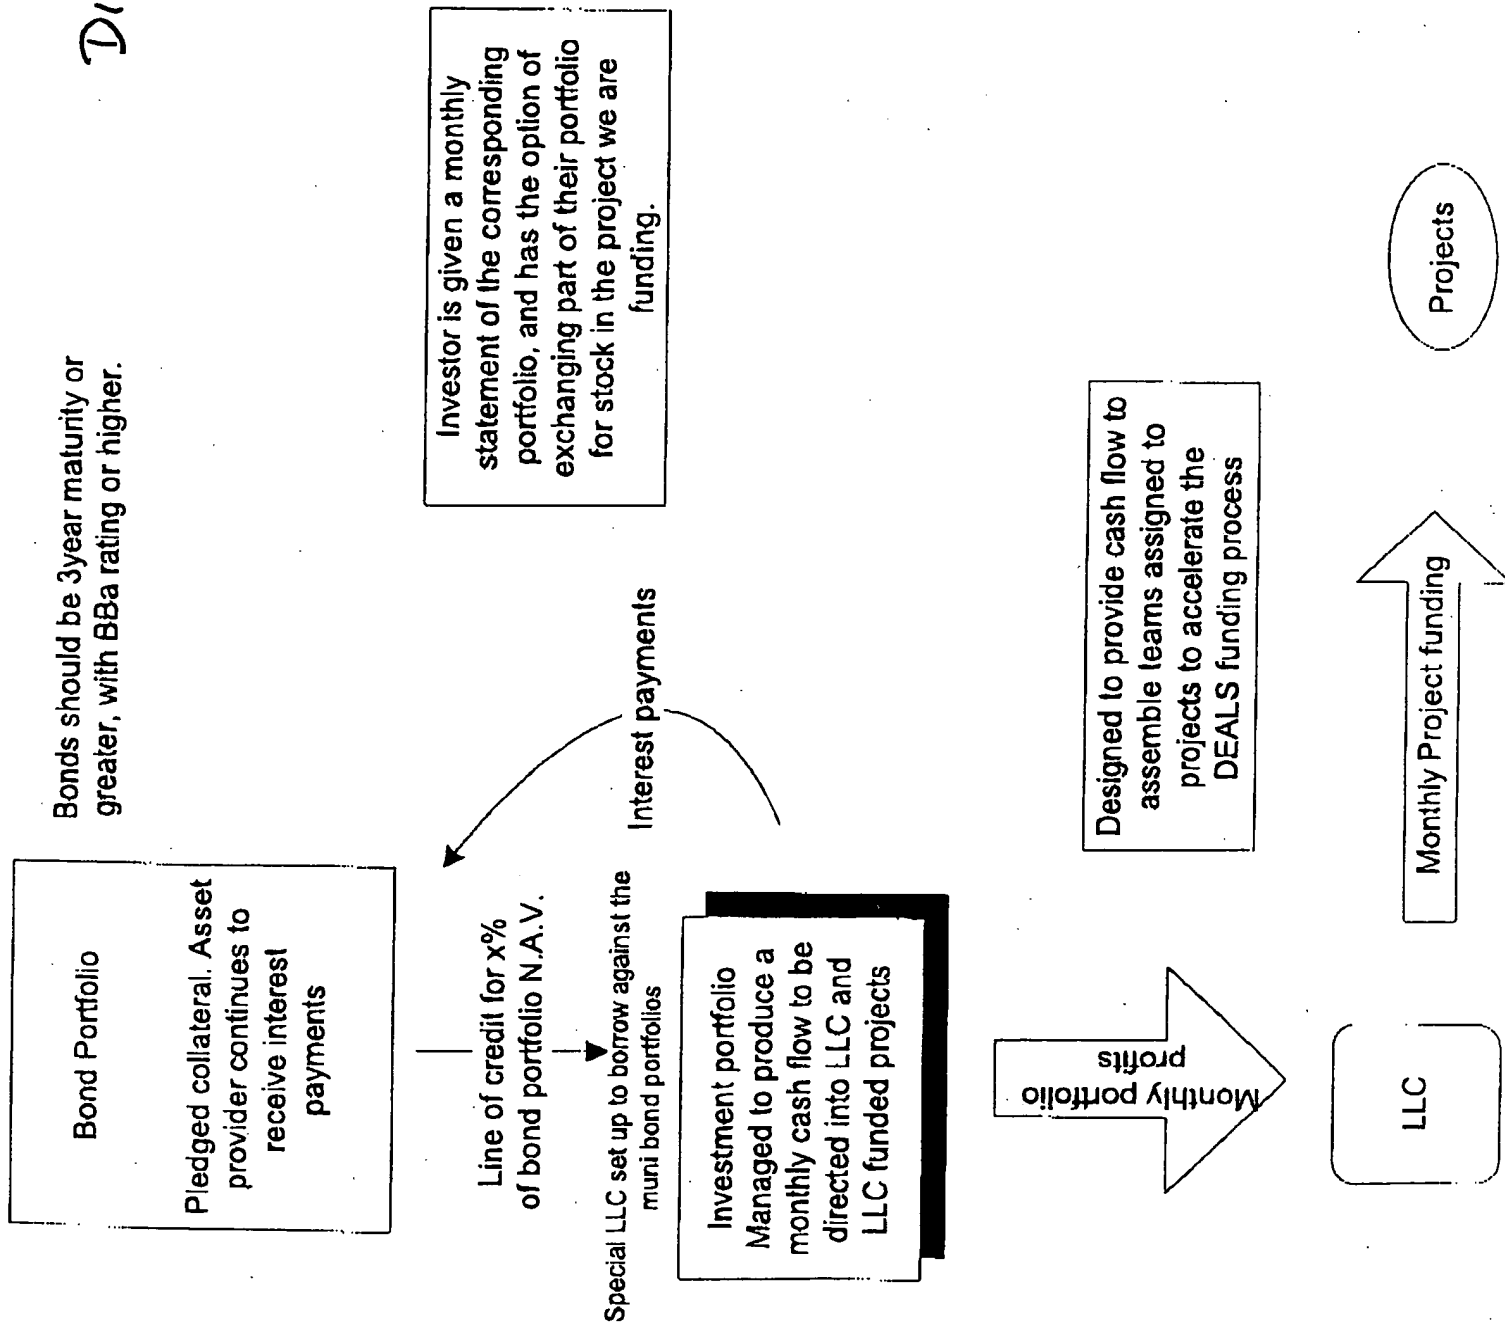 Bonds should be 3year maturity or
greater, with BBa rating or higher.
Bond Portfolio
Pledged collateral. Asset
provider continues to
receive interest
payments
Line of credit for x%
of bond portfolio N.A.V.
Interest payments
Investor is given a monthly
statement of the corresponding
portfolio, and has the option of
exchanging part of their portfolio
for stock in the project we are
funding.
Special LLC set up to borrow against the
muni bond portfolios
Investment portfolio
Managed to produce a
monthly cash flow to be
directed into LLC and
LLC funded projects
Monthly portfolio
profits
Designed to provide cash flow to
assemble leams assigned to
projects to accelerate the
DEALS funding process
LLC
Monthly Project funding
Projects